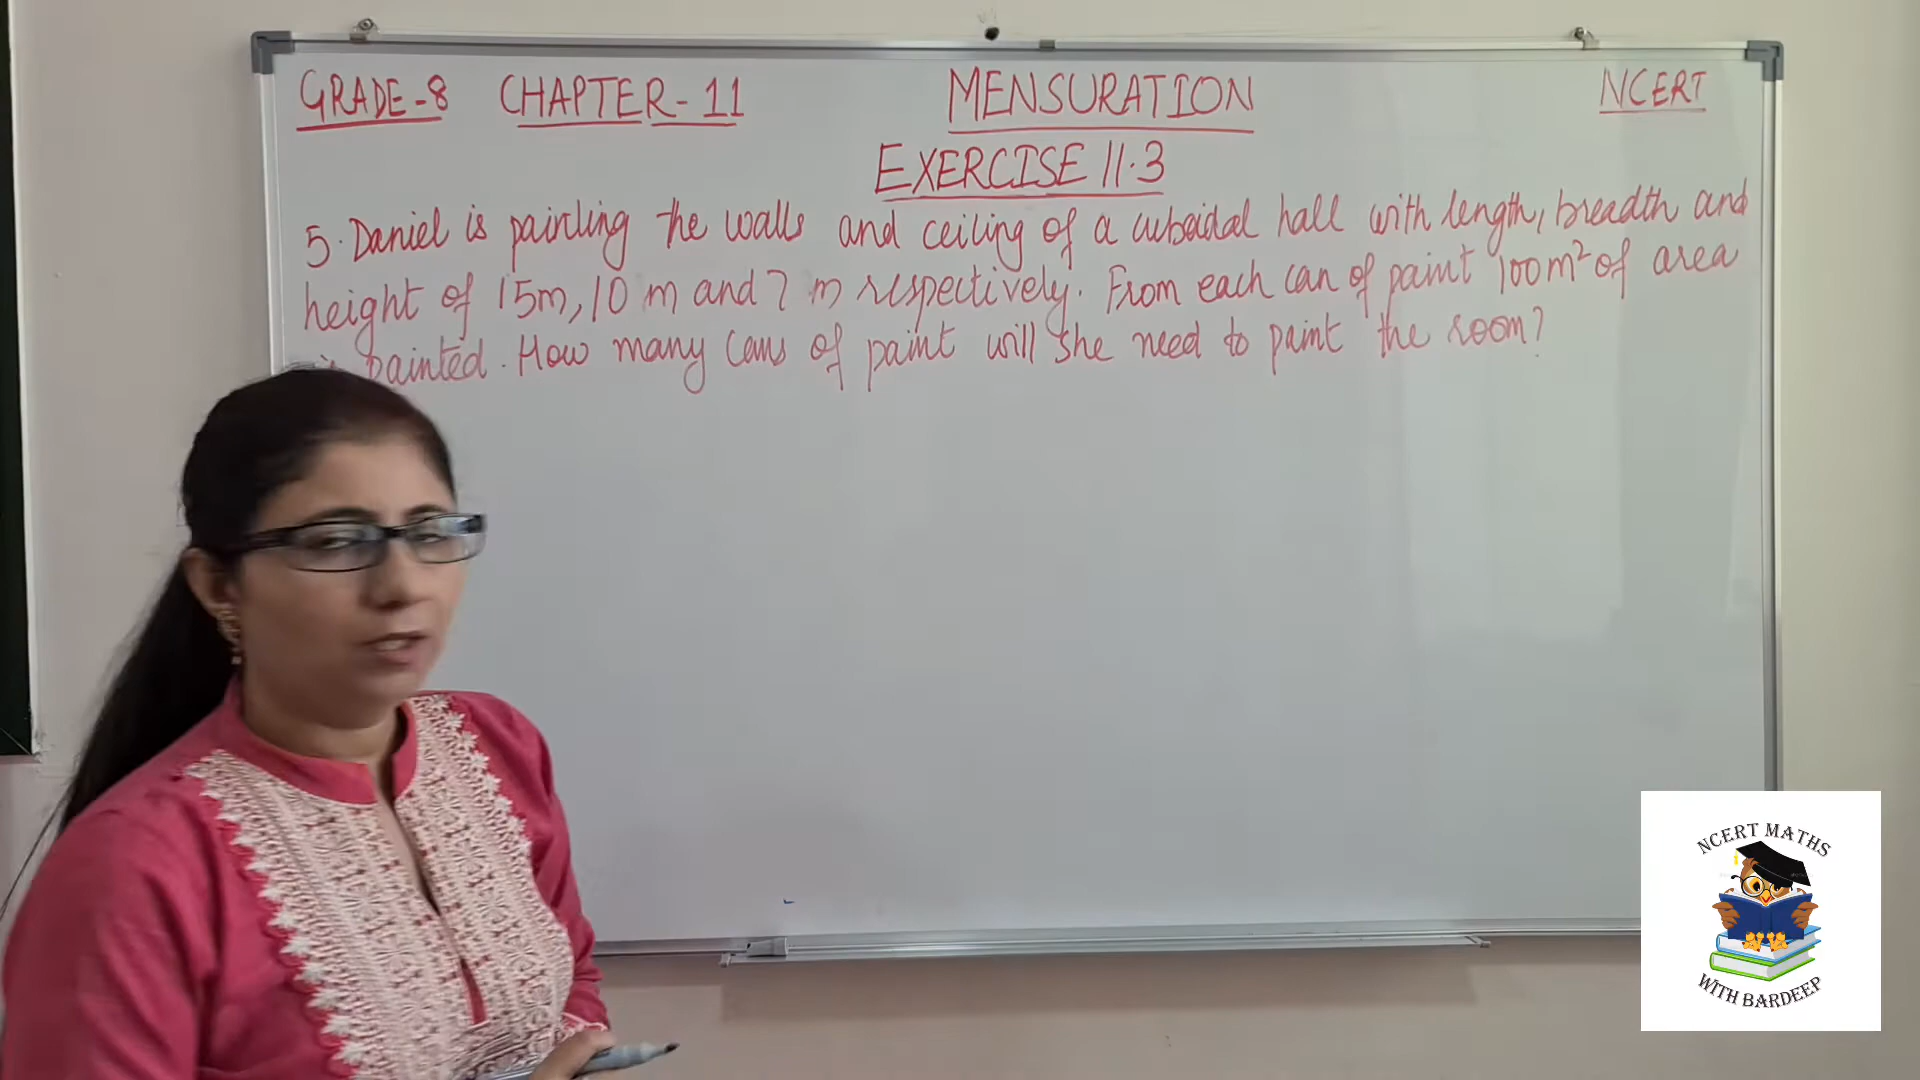 GRADE-8 CHAPTER-11 MENSURATION NCERT
EXERCISE 11.3
5. Daniel is painting the walls and ceiling of a cuboidal hall with length, breadth and
height of 15m, 10 m and 7 m respectively. From each can of paint 100m² of area
is painted. How many cans of paint will she need to paint the room?
NCERT MATHS
WITH BARDEEP